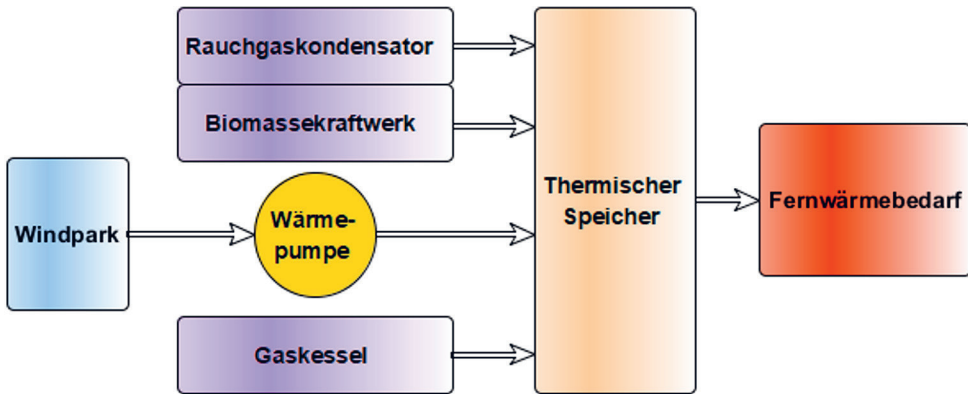 Rauchgaskondensator
Biomassekraftwerk
Windpark
Wärme-
pumpe
Gaskessel
Thermischer
Speicher
Fernwärmebedarf